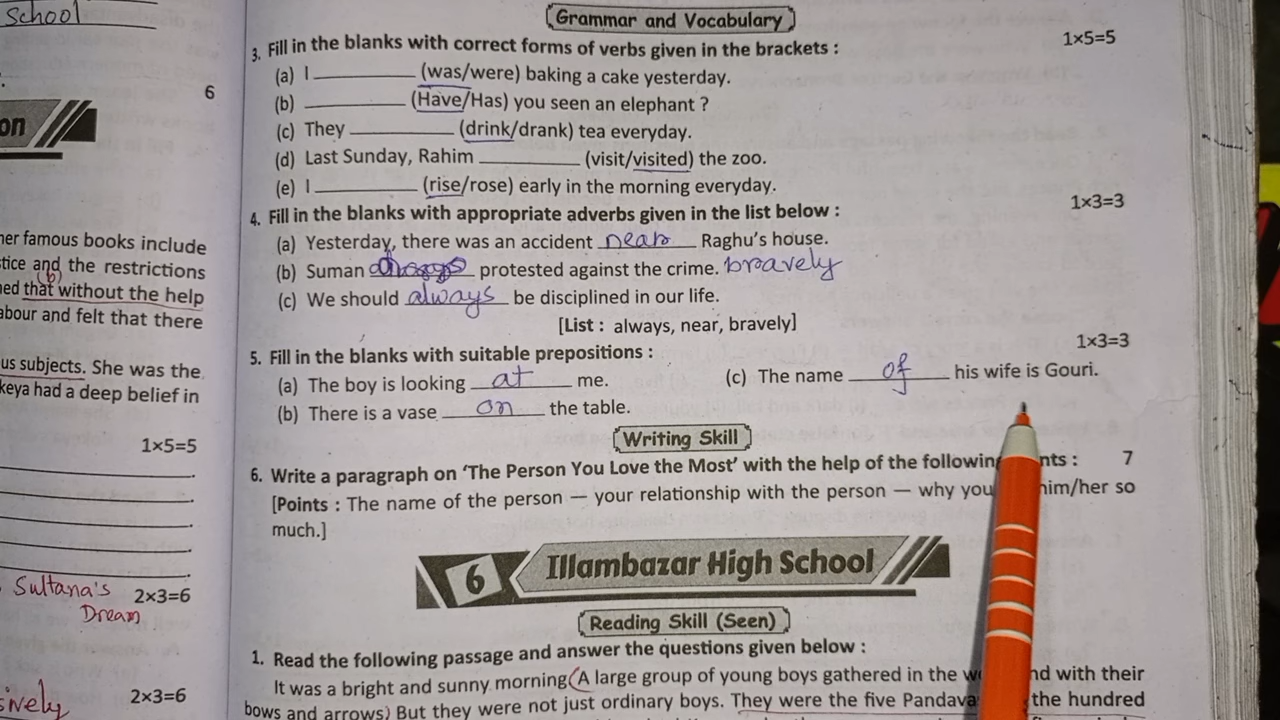 School
6
on
her famous books include
stice and the restrictions
(b)
ned that without the help
abour and felt that there
us subjects. She was the
keya had a deep belief in
1×5=5
Sultana's 2×3=6
Dream
sively 2×3=6
Grammar and Vocabulary
3. Fill in the blanks with correct forms of verbs given in the brackets : 1×5=5
(a) I ________ (was/were) baking a cake yesterday.
(b) ________ (Have/Has) you seen an elephant ?
(c) They ________ (drink/drank) tea everyday.
(d) Last Sunday, Rahim ________ (visit/visited) the zoo.
(e) I ________ (rise/rose) early in the morning everyday.
4. Fill in the blanks with appropriate adverbs given in the list below : 1×3=3
(a) Yesterday, there was an accident near Raghu's house.
(b) Suman protested against the crime. bravely
(c) We should always be disciplined in our life.
[List : always, near, bravely]
5. Fill in the blanks with suitable prepositions : 1×3=3
(a) The boy is looking at me. (c) The name of his wife is Gouri.
(b) There is a vase on the table.
Writing Skill
6. Write a paragraph on 'The Person You Love the Most' with the help of the following nts : 7
[Points : The name of the person — your relationship with the person — why you him/her so
much.]
6 Illambazar High School
Reading Skill (Seen)
1. Read the following passage and answer the questions given below :
It was a bright and sunny morning (A large group of young boys gathered in the nd with their
bows and arrows) But they were not just ordinary boys. They were the five Pandava the hundred